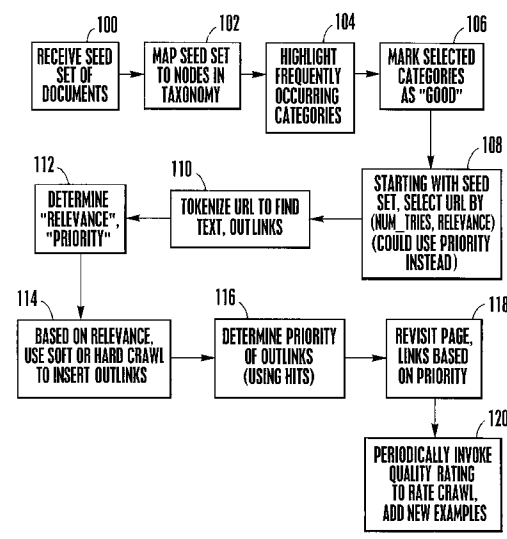 100
RECEIVE SEED
SET OF
DOCUMENTS
102
MAP SEED SET
TO NODES IN
TAXONOMY
104
HIGHLIGHT
FREQUENTLY
OCCURRING
CATEGORIES
106
MARK SELECTED
CATEGORIES
AS "GOOD"
108
STARTING WITH SEED
SET, SELECT URL BY
(NUM_TRIES, RELEVANCE)
(COULD USE PRIORITY
INSTEAD)
110
TOKENIZE URL TO FIND
TEXT, OUTLINKS
112
DETERMINE
"RELEVANCE",
"PRIORITY"
114
BASED ON RELEVANCE,
USE SOFT OR HARD CRAWL
TO INSERT OUTLINKS
116
DETERMINE PRIORITY
OF OUTLINKS
(USING HITS)
118
REVISIT PAGE,
LINKS BASED
ON PRIORITY
120
PERIODICALLY INVOKE
QUALITY RATING
TO RATE CRAWL,
ADD NEW EXAMPLES